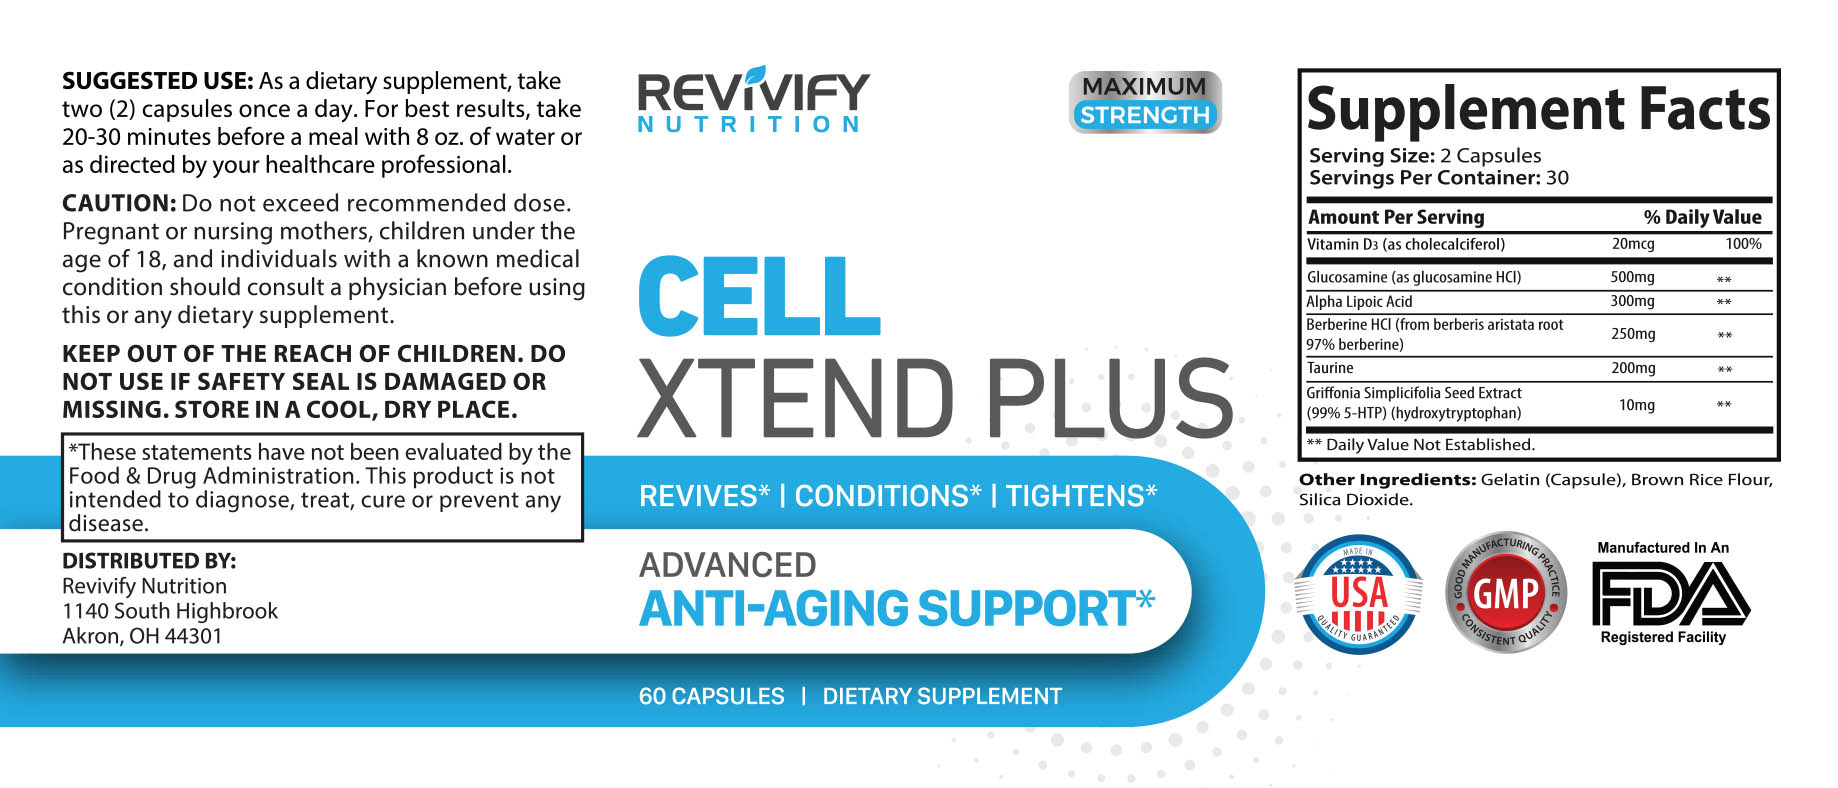 SUGGESTED USE: As a dietary supplement, take
two (2) capsules once a day. For best results, take
20-30 minutes before a meal with 8 oz. of water or
as directed by your healthcare professional.
CAUTION: Do not exceed recommended dose.
Pregnant or nursing mothers, children under the
age of 18, and individuals with a known medical
condition should consult a physician before using
this or any dietary supplement.
KEEP OUT OF THE REACH OF CHILDREN. DO
NOT USE IF SAFETY SEAL IS DAMAGED OR
MISSING. STORE IN A COOL, DRY PLACE.
*These statements have not been evaluated by the
Food & Drug Administration. This product is not
intended to diagnose, treat, cure or prevent any
disease.
DISTRIBUTED BY:
Revivify Nutrition
1140 South Highbrook
Akron, OH 44301
REVIVIFY
NUTRITION
MAXIMUM
STRENGTH
CELL
XTEND PLUS
REVIVES* | CONDITIONS* | TIGHTENS*
ADVANCED
ANTI-AGING SUPPORT*
60 CAPSULES | DIETARY SUPPLEMENT
Supplement Facts
Serving Size: 2 Capsules
Servings Per Container: 30
Amount Per Serving % Daily Value
Vitamin D3 (as cholecalciferol) 20mcg 100%
Glucosamine (as glucosamine HCl) 500mg **
Alpha Lipoic Acid 300mg **
Berberine HCl (from berberis aristata root
97% berberine) 250mg **
Taurine 200mg **
Griffonia Simplicifolia Seed Extract
(99% 5-HTP) (hydroxytryptophan) 10mg **
** Daily Value Not Established.
Other Ingredients: Gelatin (Capsule), Brown Rice Flour,
Silica Dioxide.
MADE IN
USA
QUALITY GUARANTEED
GOOD MANUFACTURING PRACTICE
GMP
CONSISTENT QUALITY
Manufactured In An
FDA
Registered Facility